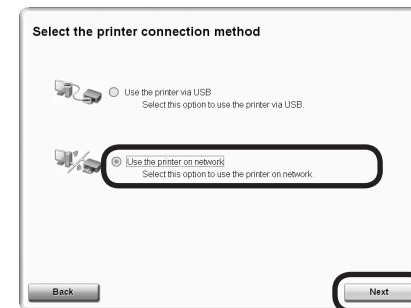 Select the printer connection method
Use the printer via USB
Select this option to use the printer via USB.
Use the printer on network
Select this option to use the printer on network.
Back
Next